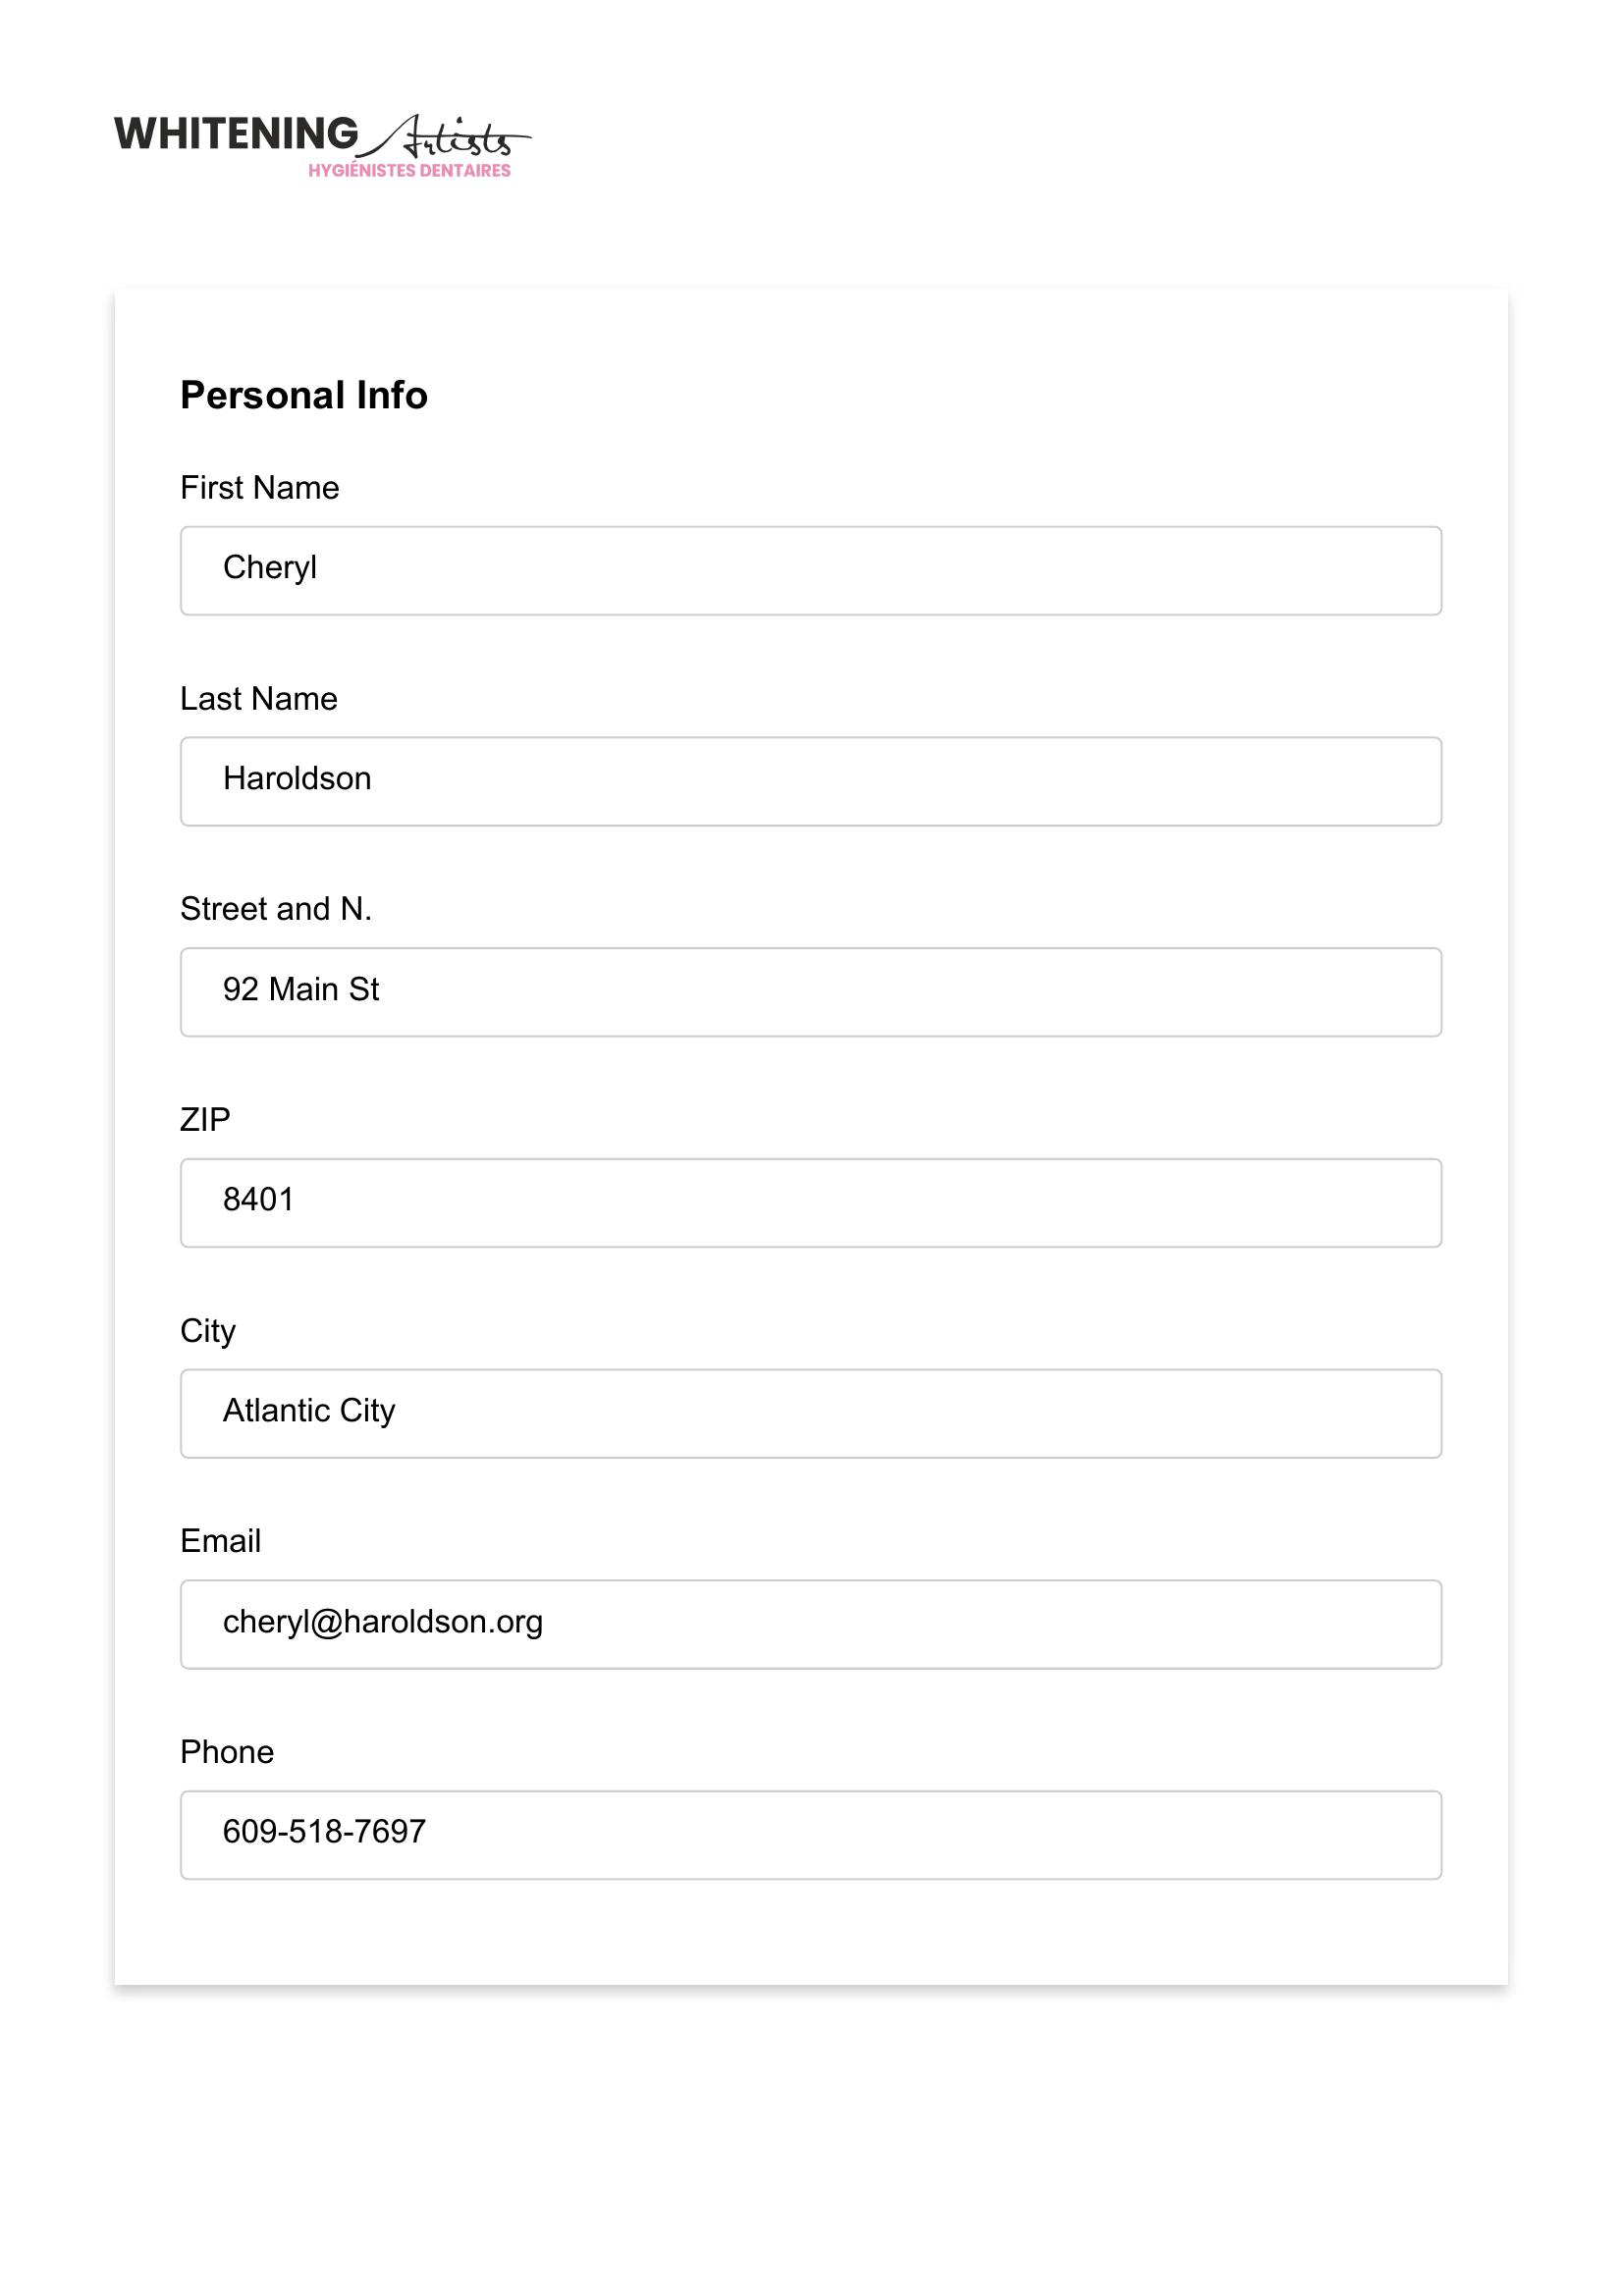 WHITENING Artists
HYGIÉNISTES DENTAIRES
Personal Info
First Name
Cheryl
Last Name
Haroldson
Street and N.
92 Main St
ZIP
8401
City
Atlantic City
Email
cheryl@haroldson.org
Phone
609-518-7697